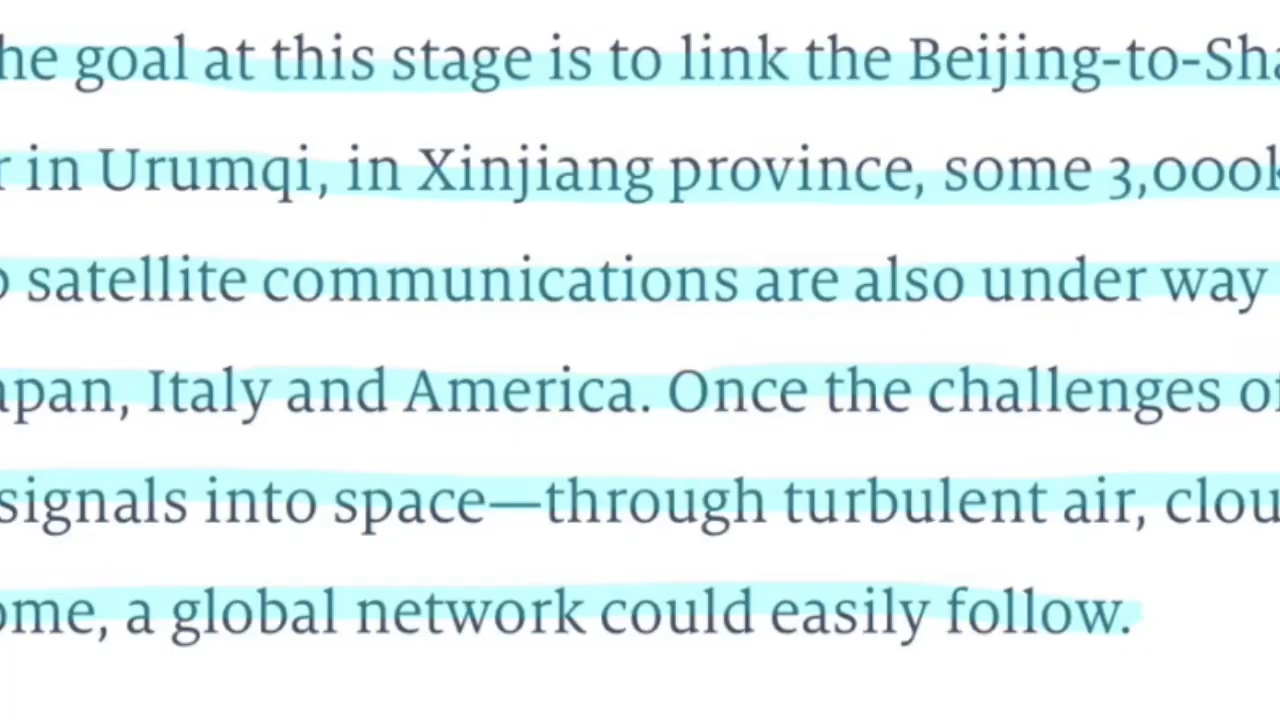 he goal at this stage is to link the Beijing-to-Sha
r in Urumqi, in Xinjiang province, some 3,000k
o satellite communications are also under way
apan, Italy and America. Once the challenges of
signals into space—through turbulent air, clou
ome, a global network could easily follow.